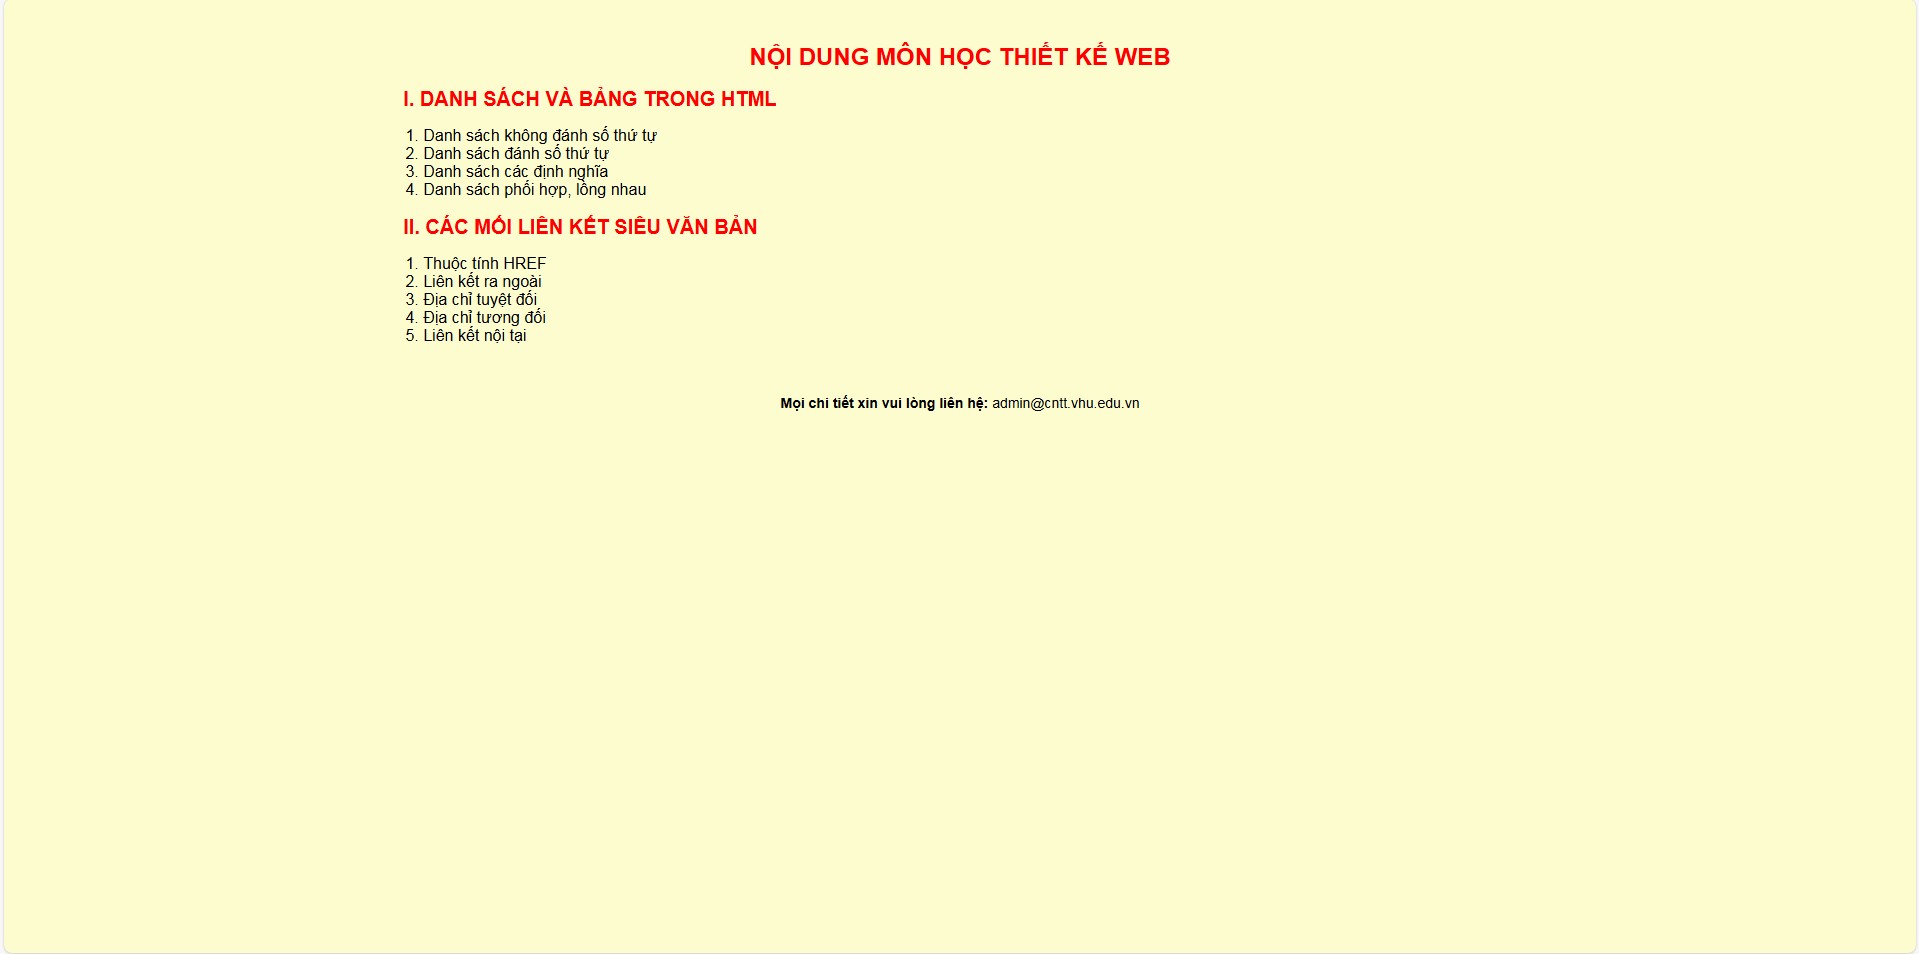 NỘI DUNG MÔN HỌC THIẾT KẾ WEB
I. DANH SÁCH VÀ BẢNG TRONG HTML
1. Danh sách không đánh số thứ tự
2. Danh sách đánh số thứ tự
3. Danh sách các định nghĩa
4. Danh sách phối hợp, lồng nhau
II. CÁC MỐI LIÊN KẾT SIÊU VĂN BẢN
1. Thuộc tính HREF
2. Liên kết ra ngoài
3. Địa chỉ tuyệt đối
4. Địa chỉ tương đối
5. Liên kết nội tại
Mọi chi tiết xin vui lòng liên hệ: admin@cntt.vhu.edu.vn